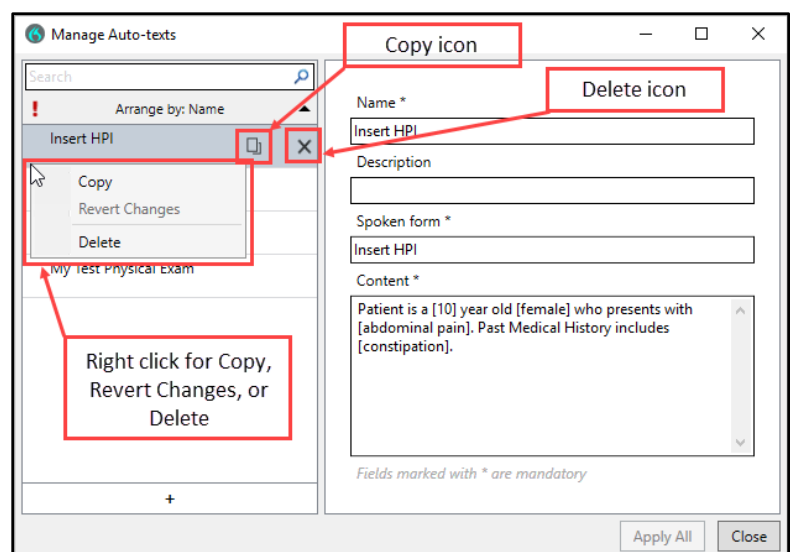 Manage Auto-texts
Copy icon
Search
Delete icon
! Arrange by: Name
Name *
Insert HPI
Insert HPI
Description
Copy
Revert Changes
Delete
Spoken form *
Insert HPI
My Test Physical Exam
Content *
Patient is a [10] year old [female] who presents with
[abdominal pain]. Past Medical History includes
[constipation].
Right click for Copy,
Revert Changes, or
Delete
Fields marked with * are mandatory
+
Apply All
Close